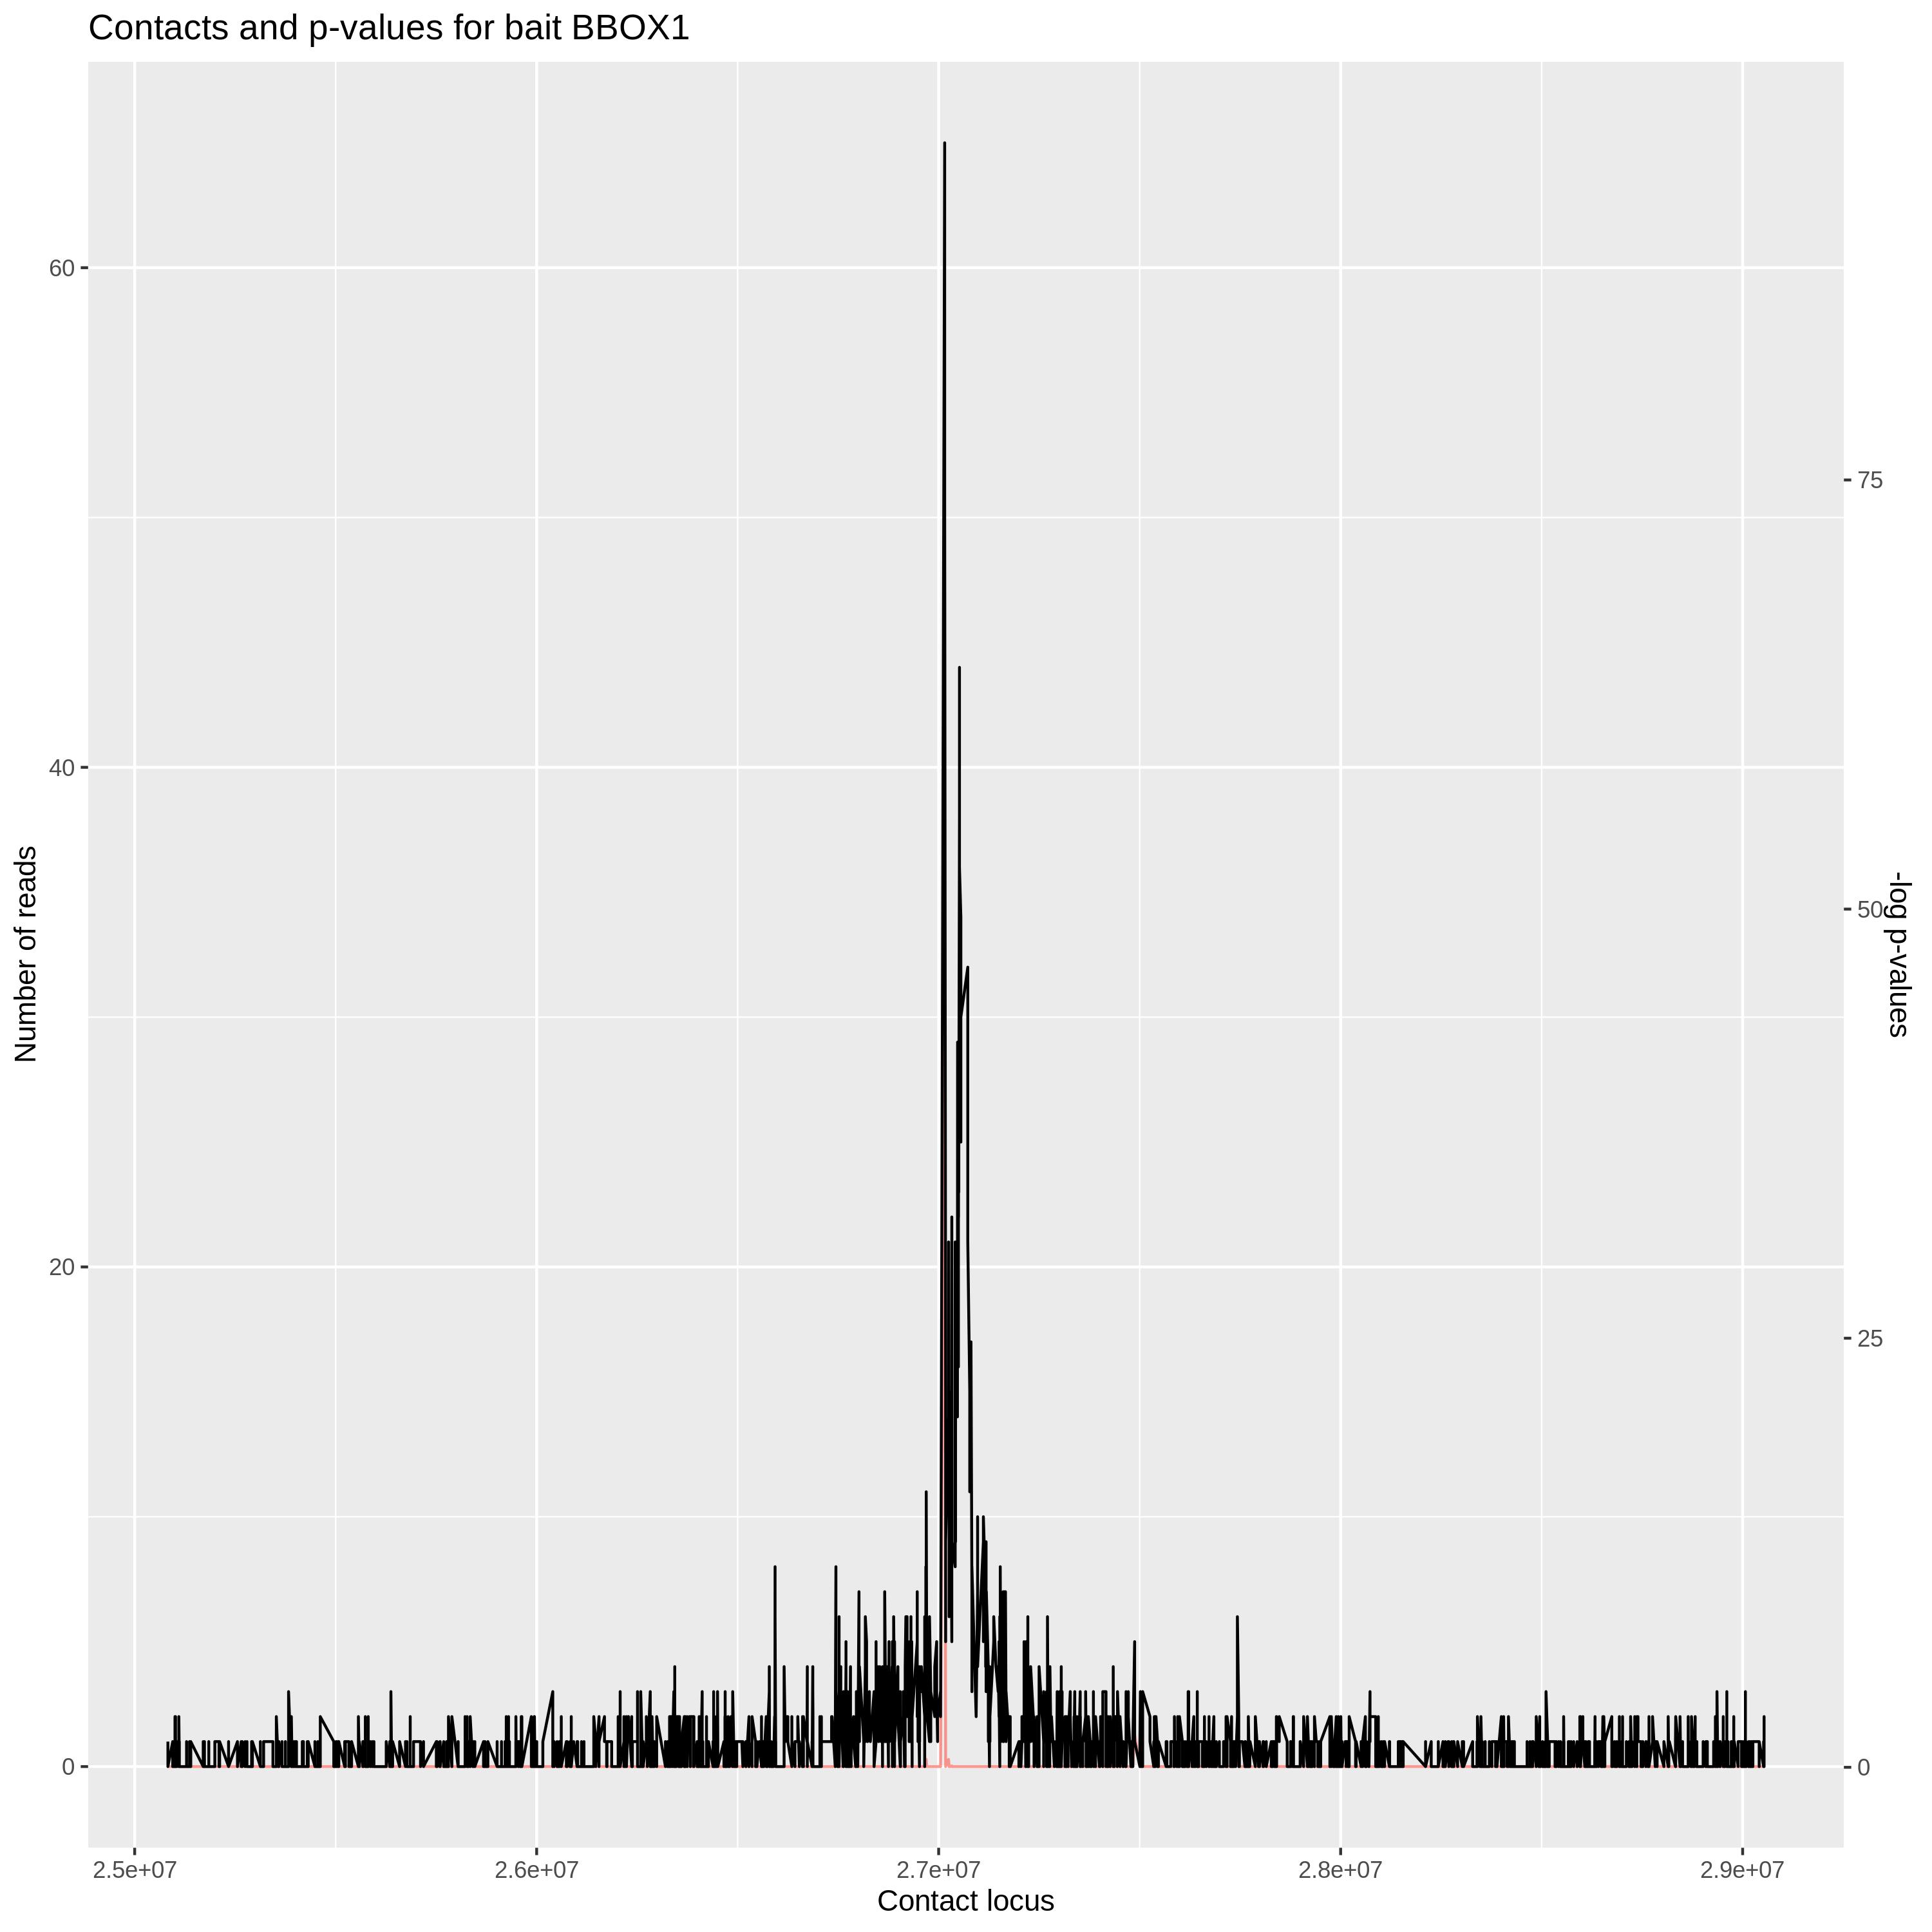 Contacts and p-values for bait BBOX1
Number of reads
60
40
20
0
75
50
25
0
-log p-values
2.5e+07 2.6e+07 2.7e+07 2.8e+07 2.9e+07
Contact locus